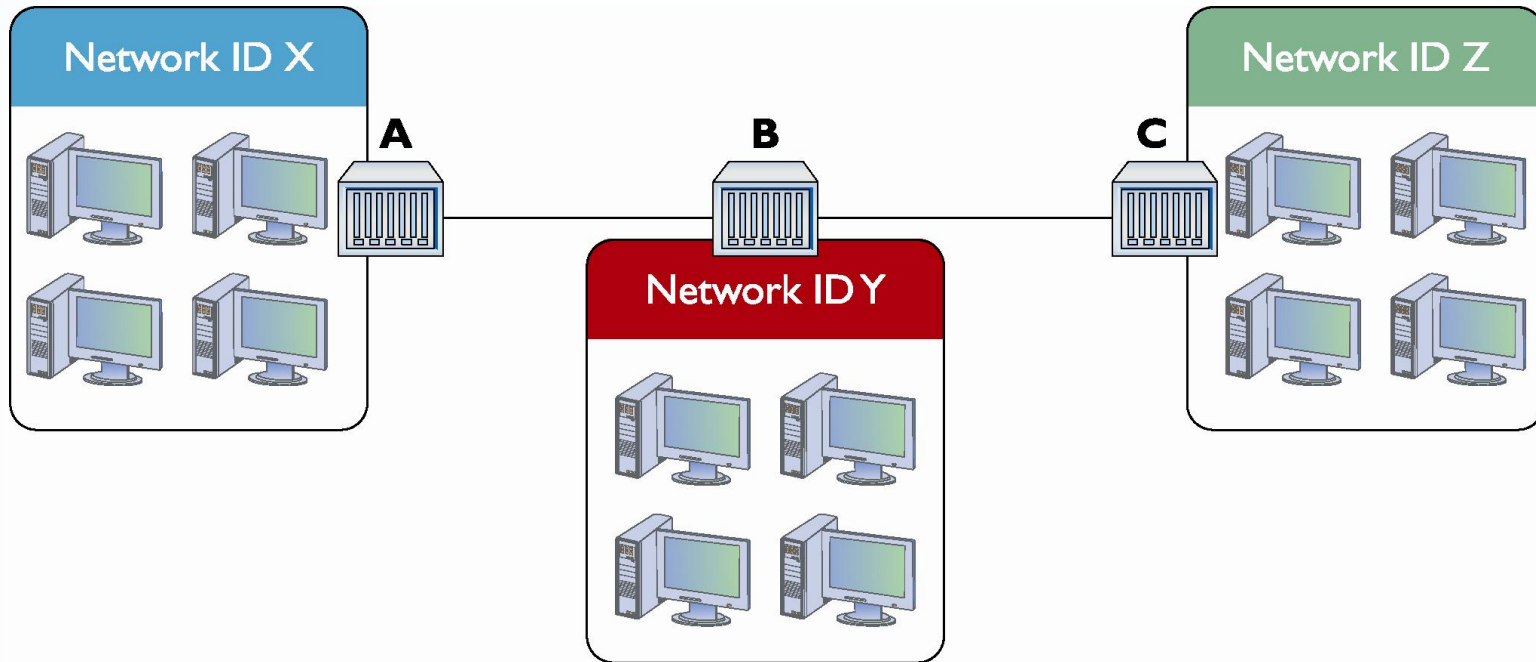 Network ID X
Network ID Z
A
B
C
Network ID Y